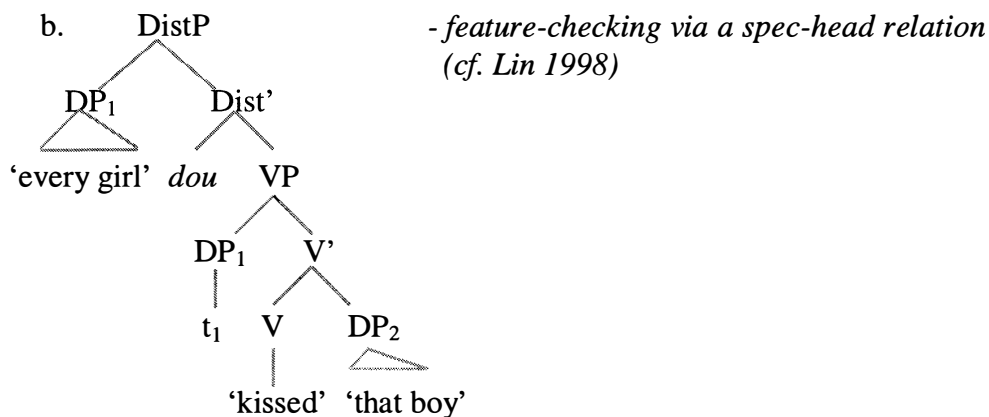 b. DistP - feature-checking via a spec-head relation
(cf. Lin 1998)
DP1 Dist’
‘every girl’ dou VP
DP1 V’
t1 V DP2
‘kissed’ ‘that boy’